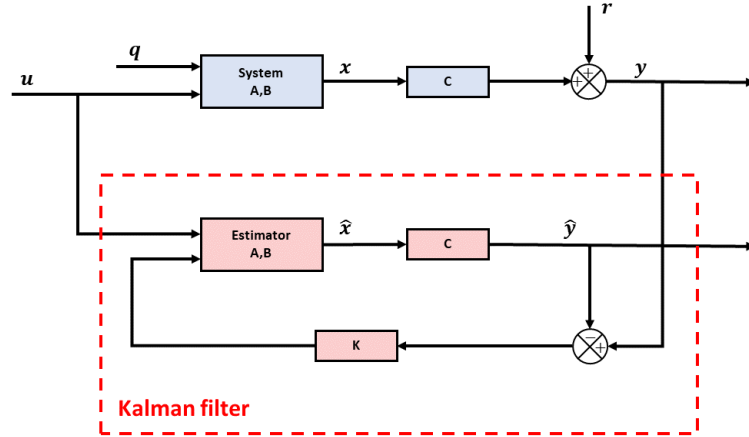 r
q
u
System
A,B
x
C
+
+
y
Estimator
A,B
x̂
C
ŷ
K
−
+
Kalman filter